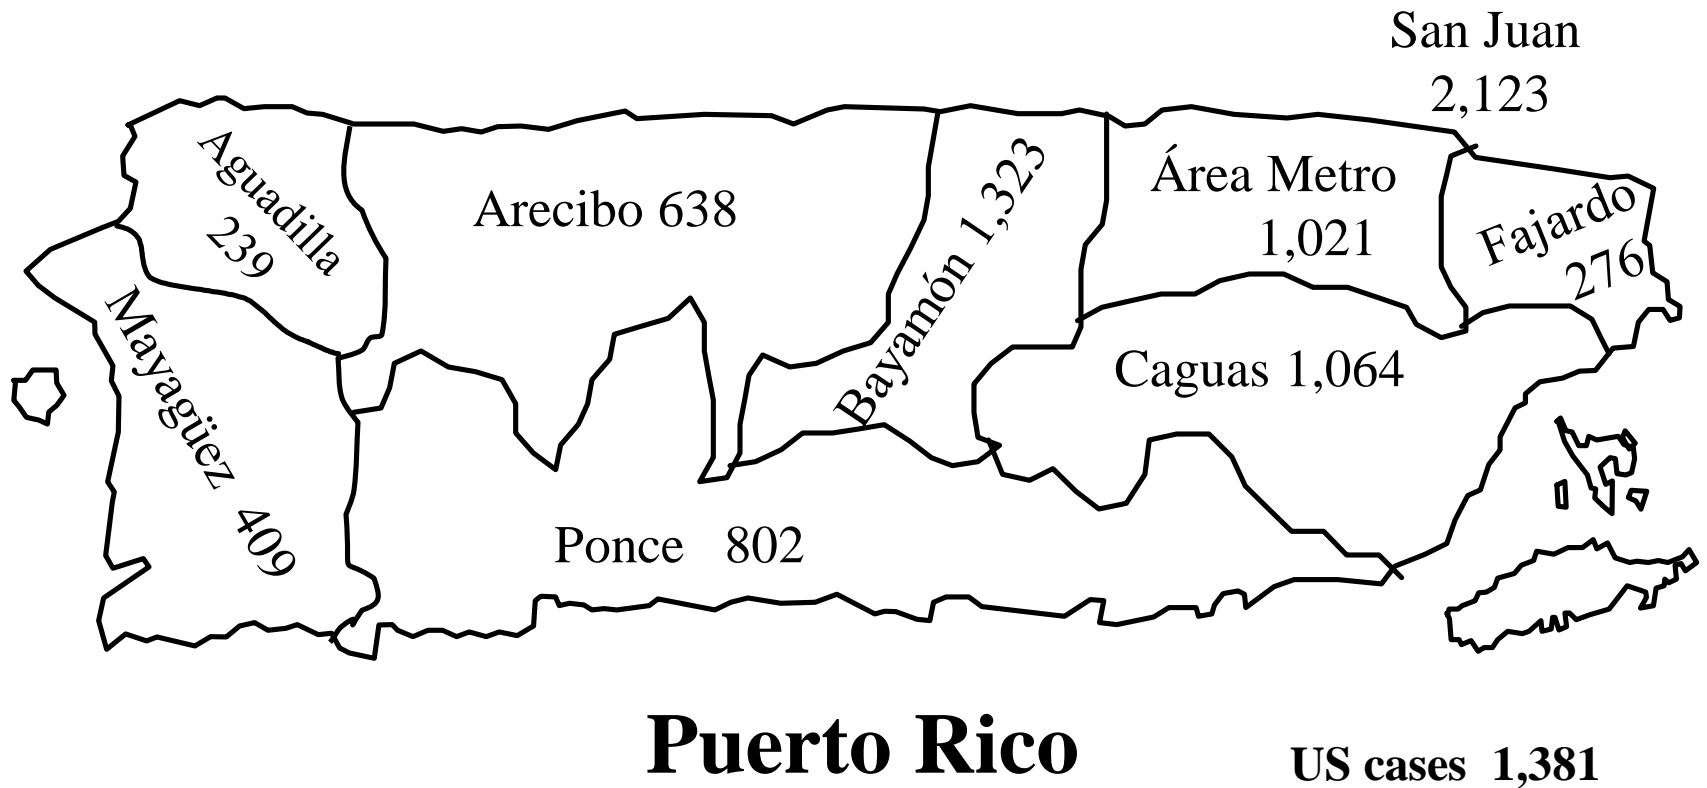 San Juan
2,123
Aguadilla
239
Arecibo 638
Bayamón 1,323
Área Metro
1,021
Fajardo
276
Mayagüez 409
Caguas 1,064
Ponce 802
Puerto Rico
US cases 1,381